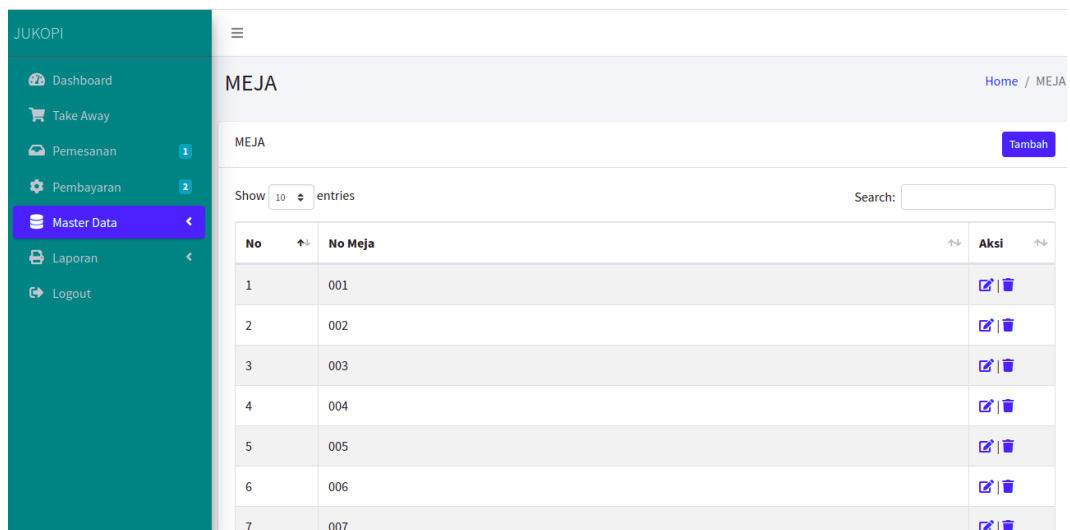 JUKOPI
Dashboard
Take Away
Pemesanan 1
Pembayaran 2
Master Data
Laporan
Logout
MEJA
Home / MEJA
MEJA
Tambah
Show 10 entries
Search:
No No Meja Aksi
1 001 |
2 002 |
3 003 |
4 004 |
5 005 |
6 006 |
7 007 |